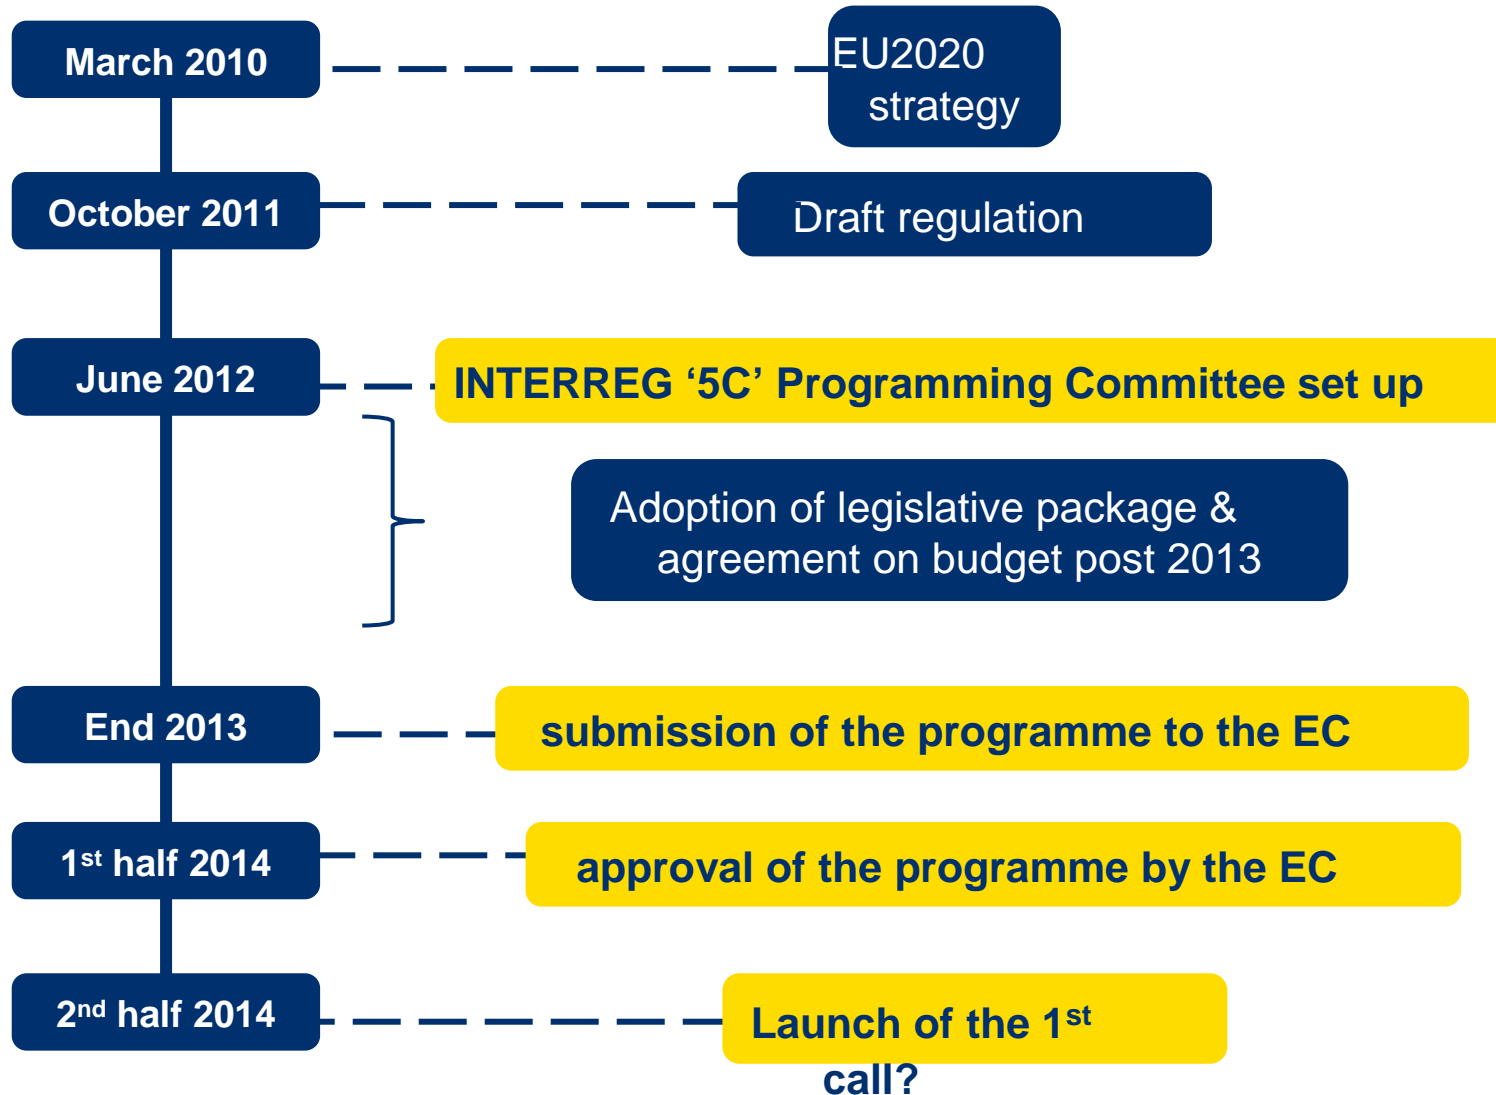 March 2010
EU2020
strategy
October 2011
Draft regulation
June 2012
INTERREG ‘5C’ Programming Committee set up
Adoption of legislative package &
agreement on budget post 2013
End 2013
submission of the programme to the EC
1st half 2014
approval of the programme by the EC
2nd half 2014
Launch of the 1st
call?